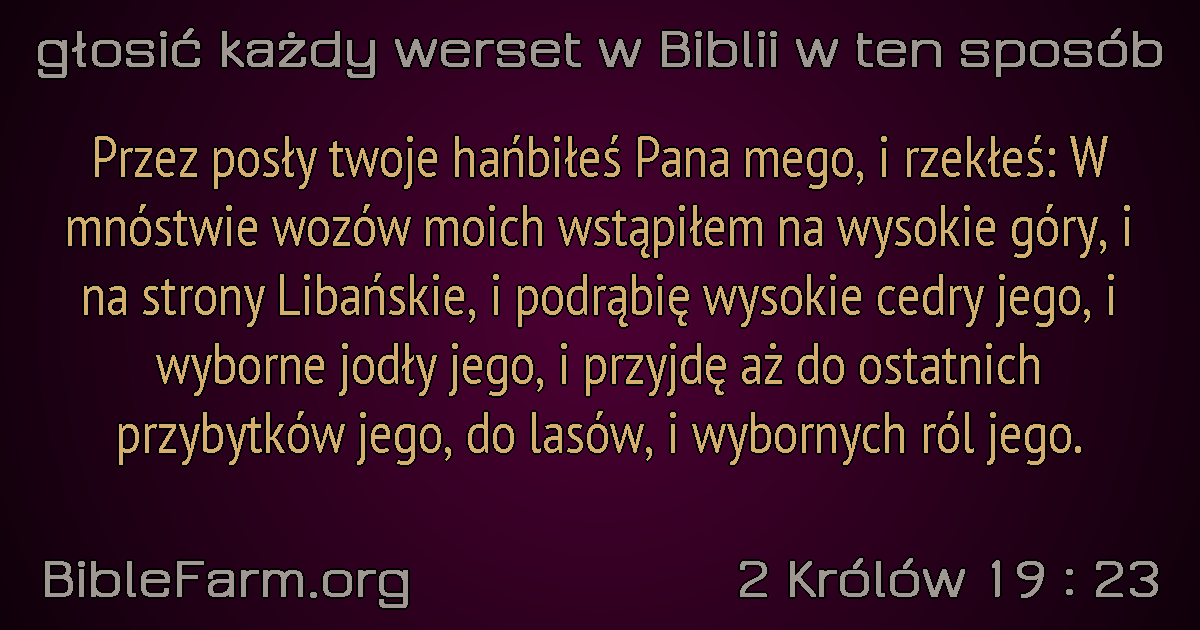 głosić każdy werset w Biblii w ten sposób
Przez posły twoje hańbiłeś Pana mego, i rzekłeś: W
mnóstwie wozów moich wstąpiłem na wysokie góry, i
na strony Libańskie, i podrąbię wysokie cedry jego, i
wyborne jodły jego, i przyjdę aż do ostatnich
przybytków jego, do lasów, i wybornych ról jego.
BibleFarm.org
2 Królów 19 : 23